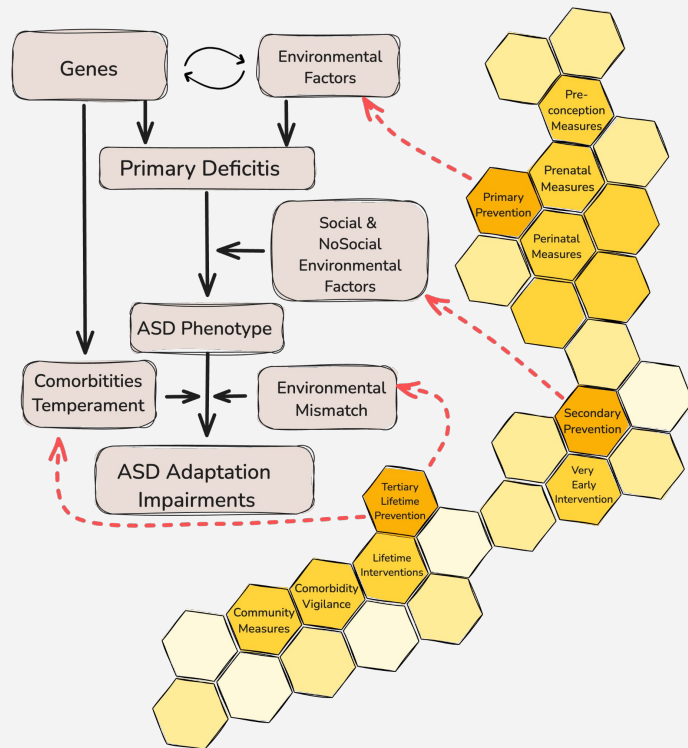 Genes
Environmental
Factors
Primary Deficitis
Social &
NoSocial
Environmental
Factors
ASD Phenotype
Comorbitities
Temperament
Environmental
Mismatch
ASD Adaptation
Impairments
Pre-
conception
Measures
Prenatal
Measures
Primary
Prevention
Perinatal
Measures
Secondary
Prevention
Very
Early
Intervention
Tertiary
Lifetime
Prevention
Lifetime
Interventions
Comorbidity
Vigilance
Community
Measures